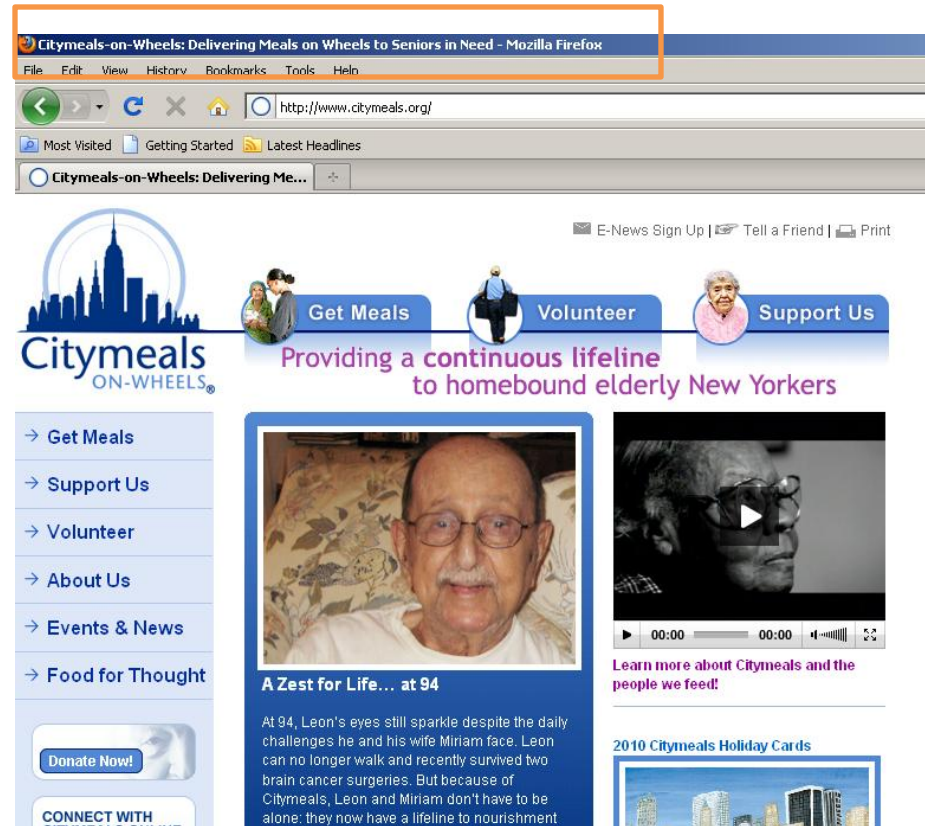 Citymeals-on-Wheels: Delivering Meals on Wheels to Seniors in Need - Mozilla Firefox
File Edit View History Bookmarks Tools Help
http://www.citymeals.org/
Most Visited Getting Started Latest Headlines
Citymeals-on-Wheels: Delivering Me...
E-News Sign Up | Tell a Friend | Print
Get Meals Volunteer Support Us
Citymeals
ON-WHEELS®
Providing a continuous lifeline
to homebound elderly New Yorkers
→ Get Meals
→ Support Us
→ Volunteer
→ About Us
→ Events & News
→ Food for Thought
Donate Now!
CONNECT WITH
CITYMEALS ONLINE
A Zest for Life... at 94
At 94, Leon's eyes still sparkle despite the daily
challenges he and his wife Miriam face. Leon
can no longer walk and recently survived two
brain cancer surgeries. But because of
Citymeals, Leon and Miriam don't have to be
alone: they now have a lifeline to nourishment
00:00 00:00
Learn more about Citymeals and the
people we feed!
2010 Citymeals Holiday Cards